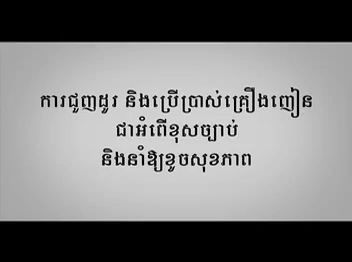 ការជួញដូរ និងប្រើប្រាស់គ្រឿងញៀន
ជាអំពើខុសច្បាប់
និងនាំឱ្យខូចសុខភាព